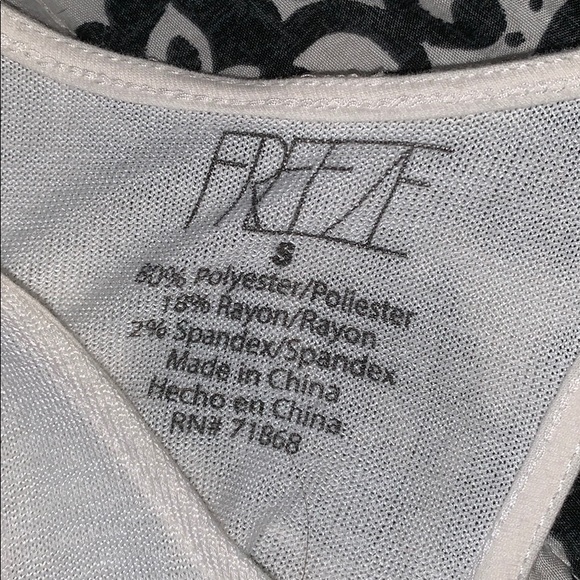 FREEZE
S
80% Polyester/Poliester
18% Rayon/Rayon
2% Spandex/Spandex
Made in China
Hecho en China.
RN# 71868